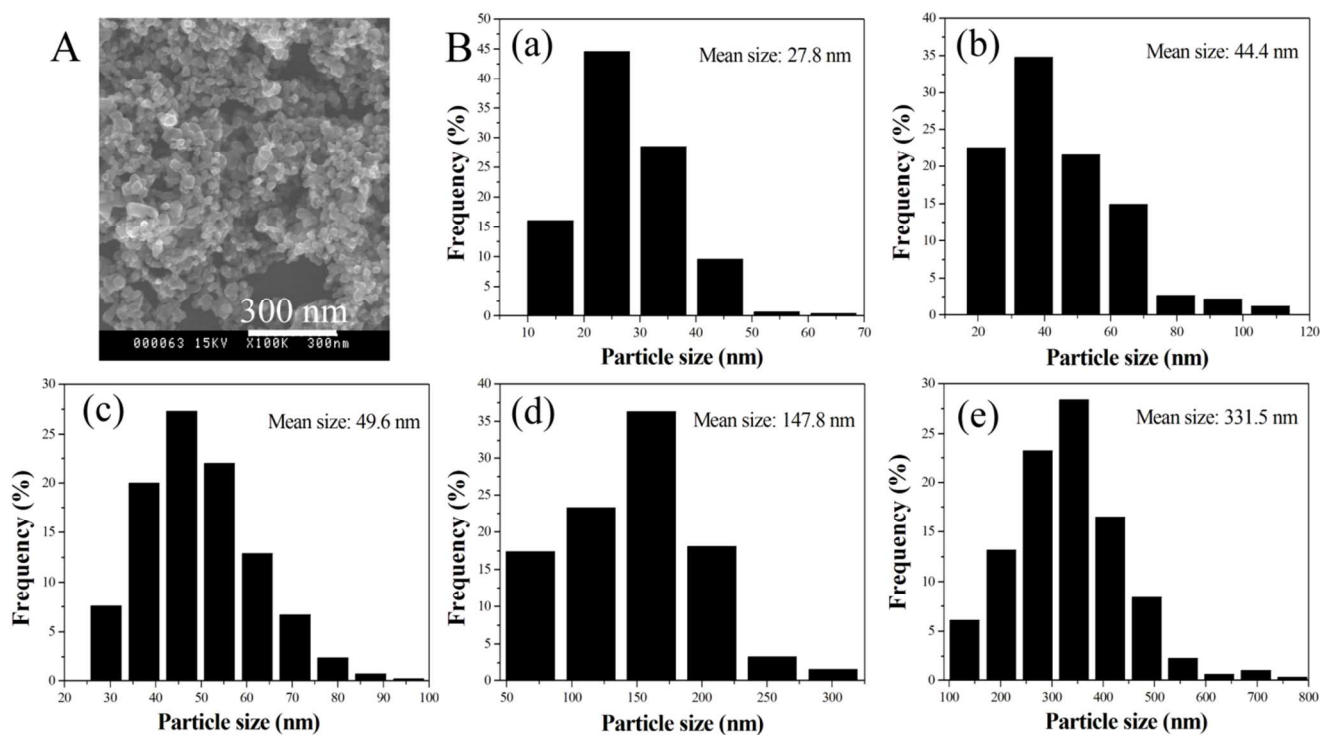 A
300 nm
000063 15KV X100K 300nm
B
(a)
Mean size: 27.8 nm
50
45
40
35
30
25
20
15
10
5
0
Frequency (%)
10 20 30 40 50 60 70
Particle size (nm)
(b)
Mean size: 44.4 nm
40
35
30
25
20
15
10
5
0
Frequency (%)
20 40 60 80 100 120
Particle size (nm)
(c)
Mean size: 49.6 nm
30
25
20
15
10
5
0
Frequency (%)
20 30 40 50 60 70 80 90 100
Particle size (nm)
(d)
Mean size: 147.8 nm
40
35
30
25
20
15
10
5
0
Frequency (%)
50 100 150 200 250 300
Particle size (nm)
(e)
Mean size: 331.5 nm
30
25
20
15
10
5
0
Frequency (%)
100 200 300 400 500 600 700 800
Particle size (nm)